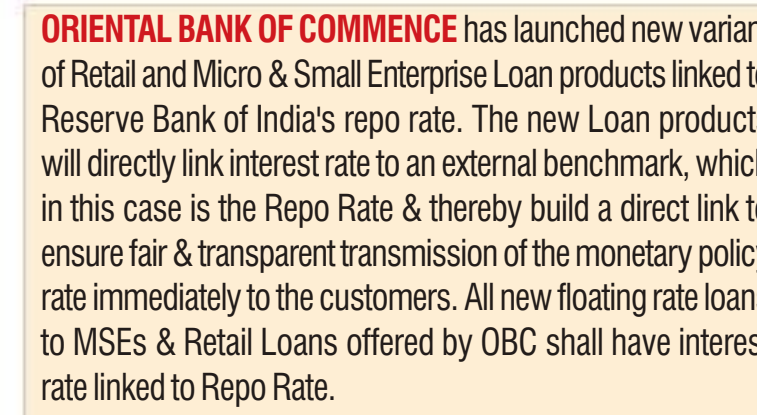 ORIENTAL BANK OF COMMENCE has launched new varian
of Retail and Micro & Small Enterprise Loan products linked t
Reserve Bank of India's repo rate. The new Loan product
will directly link interest rate to an external benchmark, whic
in this case is the Repo Rate & thereby build a direct link t
ensure fair & transparent transmission of the monetary polic
rate immediately to the customers. All new floating rate loan
to MSEs & Retail Loans offered by OBC shall have interes
rate linked to Repo Rate.